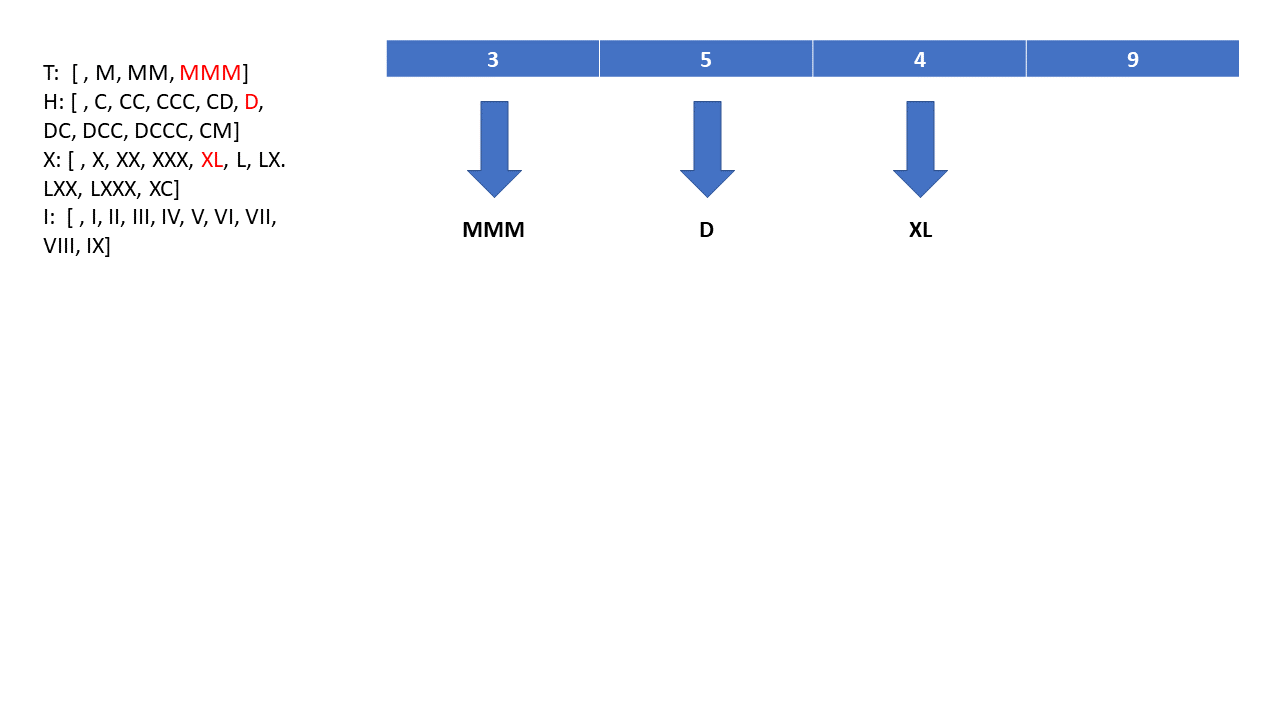 T:  [ , M, MM, MMM]
H: [ , C, CC, CCC, CD, D,
DC, DCC, DCCC, CM]
X: [ , X, XX, XXX, XL, L, LX.
LXX, LXXX, XC]
I:  [ , I, II, III, IV, V, VI, VII,
VIII, IX]
3 5 4 9
MMM D XL